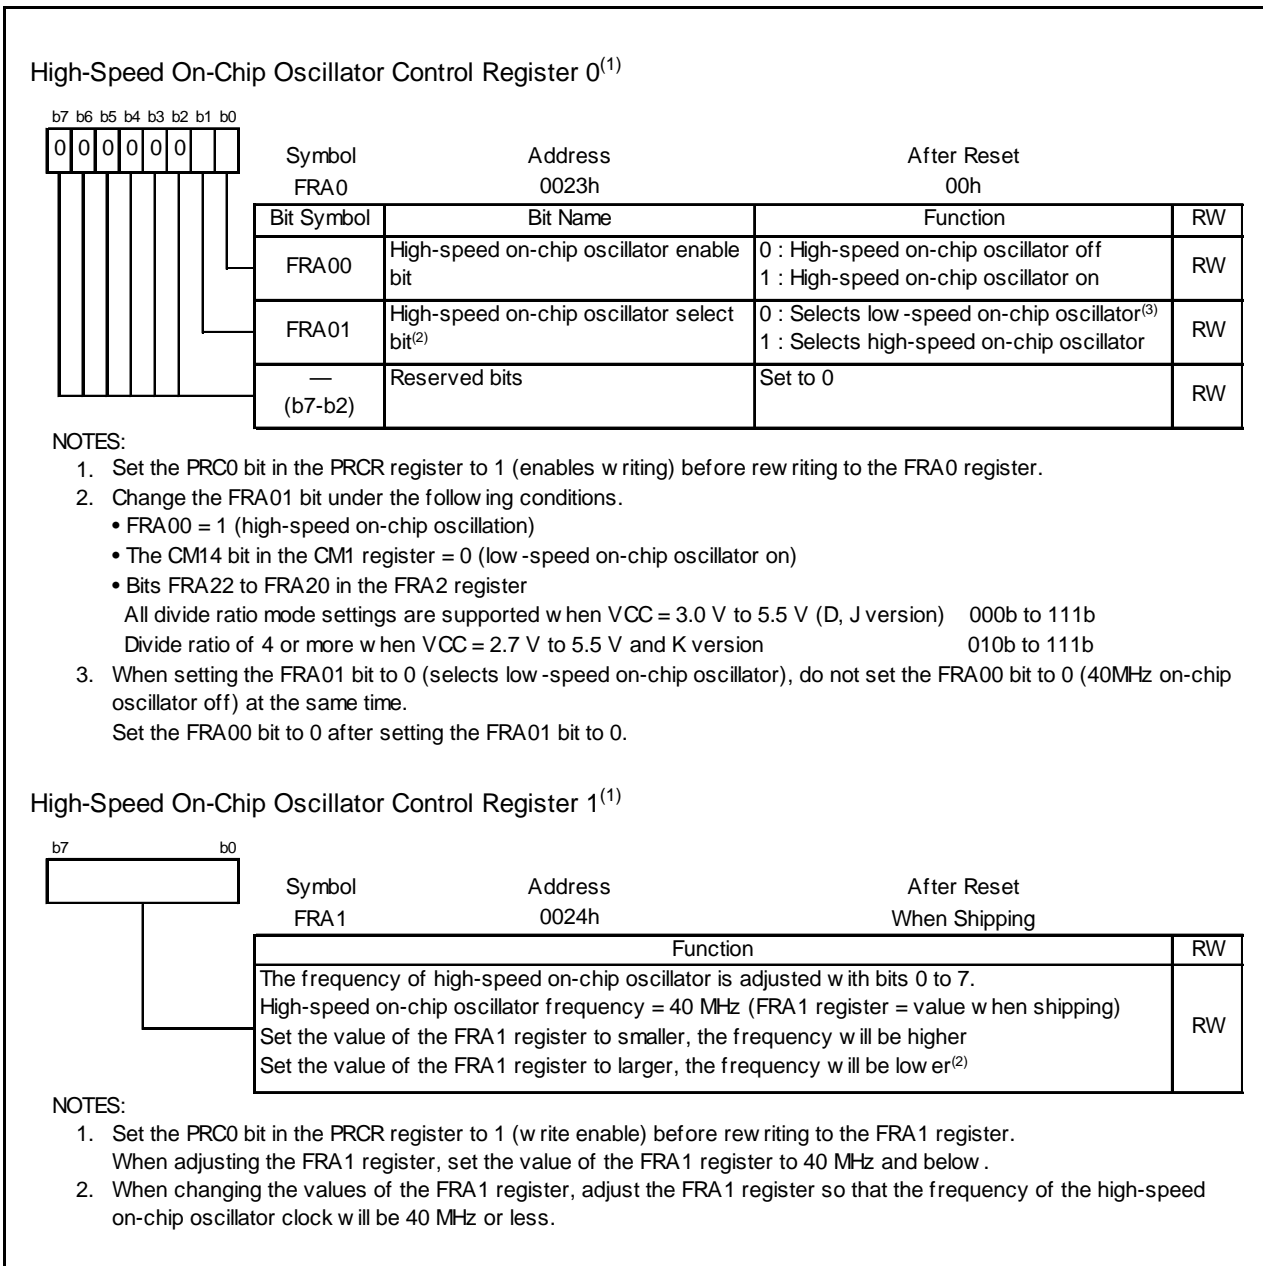 High-Speed On-Chip Oscillator Control Register 0(1)
b7 b6 b5 b4 b3 b2 b1 b0
0 0 0 0 0 0
Symbol Address After Reset
FRA0 0023h 00h
Bit Symbol Bit Name Function RW
FRA00 High-speed on-chip oscillator enable bit 0 : High-speed on-chip oscillator off
1 : High-speed on-chip oscillator on RW
FRA01 High-speed on-chip oscillator select bit(2) 0 : Selects low-speed on-chip oscillator(3)
1 : Selects high-speed on-chip oscillator RW
— (b7-b2) Reserved bits Set to 0 RW
NOTES:
1. Set the PRC0 bit in the PRCR register to 1 (enables writing) before rewriting to the FRA0 register.
2. Change the FRA01 bit under the following conditions.
• FRA00 = 1 (high-speed on-chip oscillation)
• The CM14 bit in the CM1 register = 0 (low-speed on-chip oscillator on)
• Bits FRA22 to FRA20 in the FRA2 register
All divide ratio mode settings are supported when VCC = 3.0 V to 5.5 V (D, J version) 000b to 111b
Divide ratio of 4 or more when VCC = 2.7 V to 5.5 V and K version 010b to 111b
3. When setting the FRA01 bit to 0 (selects low-speed on-chip oscillator), do not set the FRA00 bit to 0 (40MHz on-chip
oscillator off) at the same time.
Set the FRA00 bit to 0 after setting the FRA01 bit to 0.
High-Speed On-Chip Oscillator Control Register 1(1)
b7 b0
Symbol Address After Reset
FRA1 0024h When Shipping
Function RW
The frequency of high-speed on-chip oscillator is adjusted with bits 0 to 7.
High-speed on-chip oscillator frequency = 40 MHz (FRA1 register = value when shipping)
Set the value of the FRA1 register to smaller, the frequency will be higher
Set the value of the FRA1 register to larger, the frequency will be lower(2)
RW
NOTES:
1. Set the PRC0 bit in the PRCR register to 1 (write enable) before rewriting to the FRA1 register.
When adjusting the FRA1 register, set the value of the FRA1 register to 40 MHz and below.
2. When changing the values of the FRA1 register, adjust the FRA1 register so that the frequency of the high-speed
on-chip oscillator clock will be 40 MHz or less.